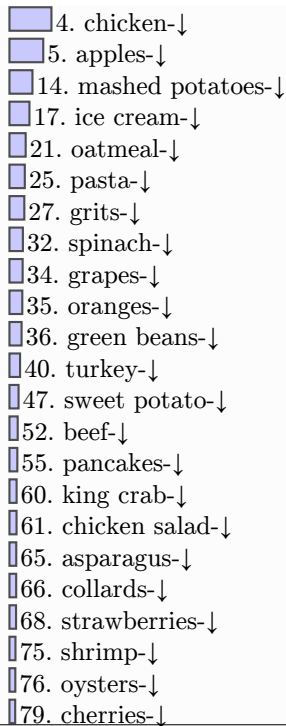 4. chicken-↓
5. apples-↓
14. mashed potatoes-↓
17. ice cream-↓
21. oatmeal-↓
25. pasta-↓
27. grits-↓
32. spinach-↓
34. grapes-↓
35. oranges-↓
36. green beans-↓
40. turkey-↓
47. sweet potato-↓
52. beef-↓
55. pancakes-↓
60. king crab-↓
61. chicken salad-↓
65. asparagus-↓
66. collards-↓
68. strawberries-↓
75. shrimp-↓
76. oysters-↓
79. cherries-↓